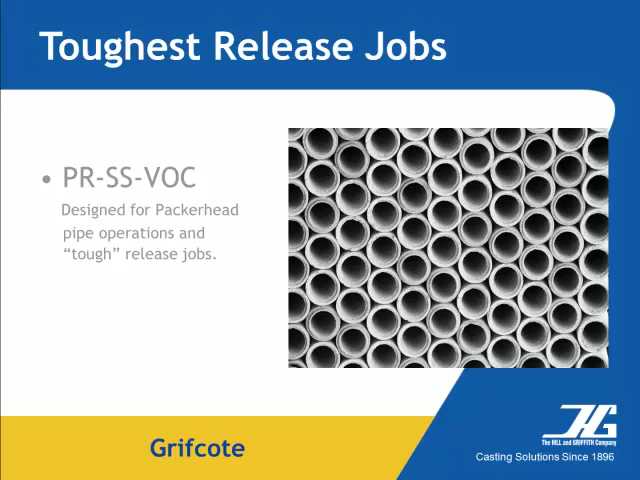 Toughest Release Jobs
• PR-SS-VOC
Designed for Packerhead
pipe operations and
“tough” release jobs.
Grifcote
HG
The HILL and GRIFFITH Company
Casting Solutions Since 1896